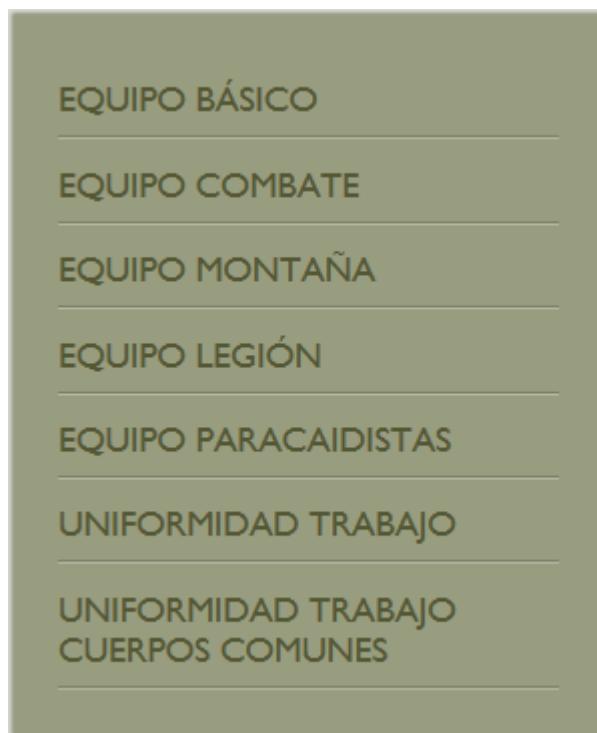 EQUIPO BÁSICO
EQUIPO COMBATE
EQUIPO MONTAÑA
EQUIPO LEGIÓN
EQUIPO PARACAIDISTAS
UNIFORMIDAD TRABAJO
UNIFORMIDAD TRABAJO
CUERPOS COMUNES